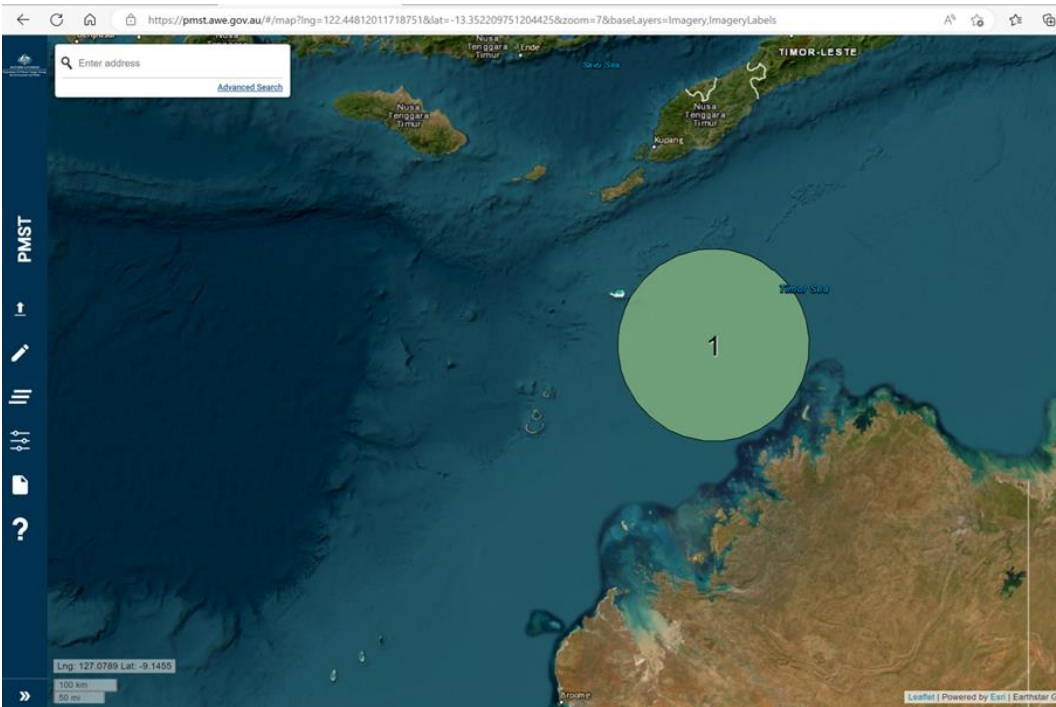 https://pmst.awe.gov.au/#/map?lng=122.44812011718751&lat=-13.352209751204425&zoom=7&baseLayers=Imagery,ImageryLabels
Enter address
Advanced Search
Nusa
Tenggara
Timur
Ende
Savu Sea
TIMOR-LESTE
Nusa
Tenggara
Timur
Nusa
Tenggara
Timur
Kupang
PMST
Timor Sea
1
?
Lng: 127.0789 Lat: -9.1455
100 km
50 mi
Broome
Leaflet | Powered by Esri | Earthstar G